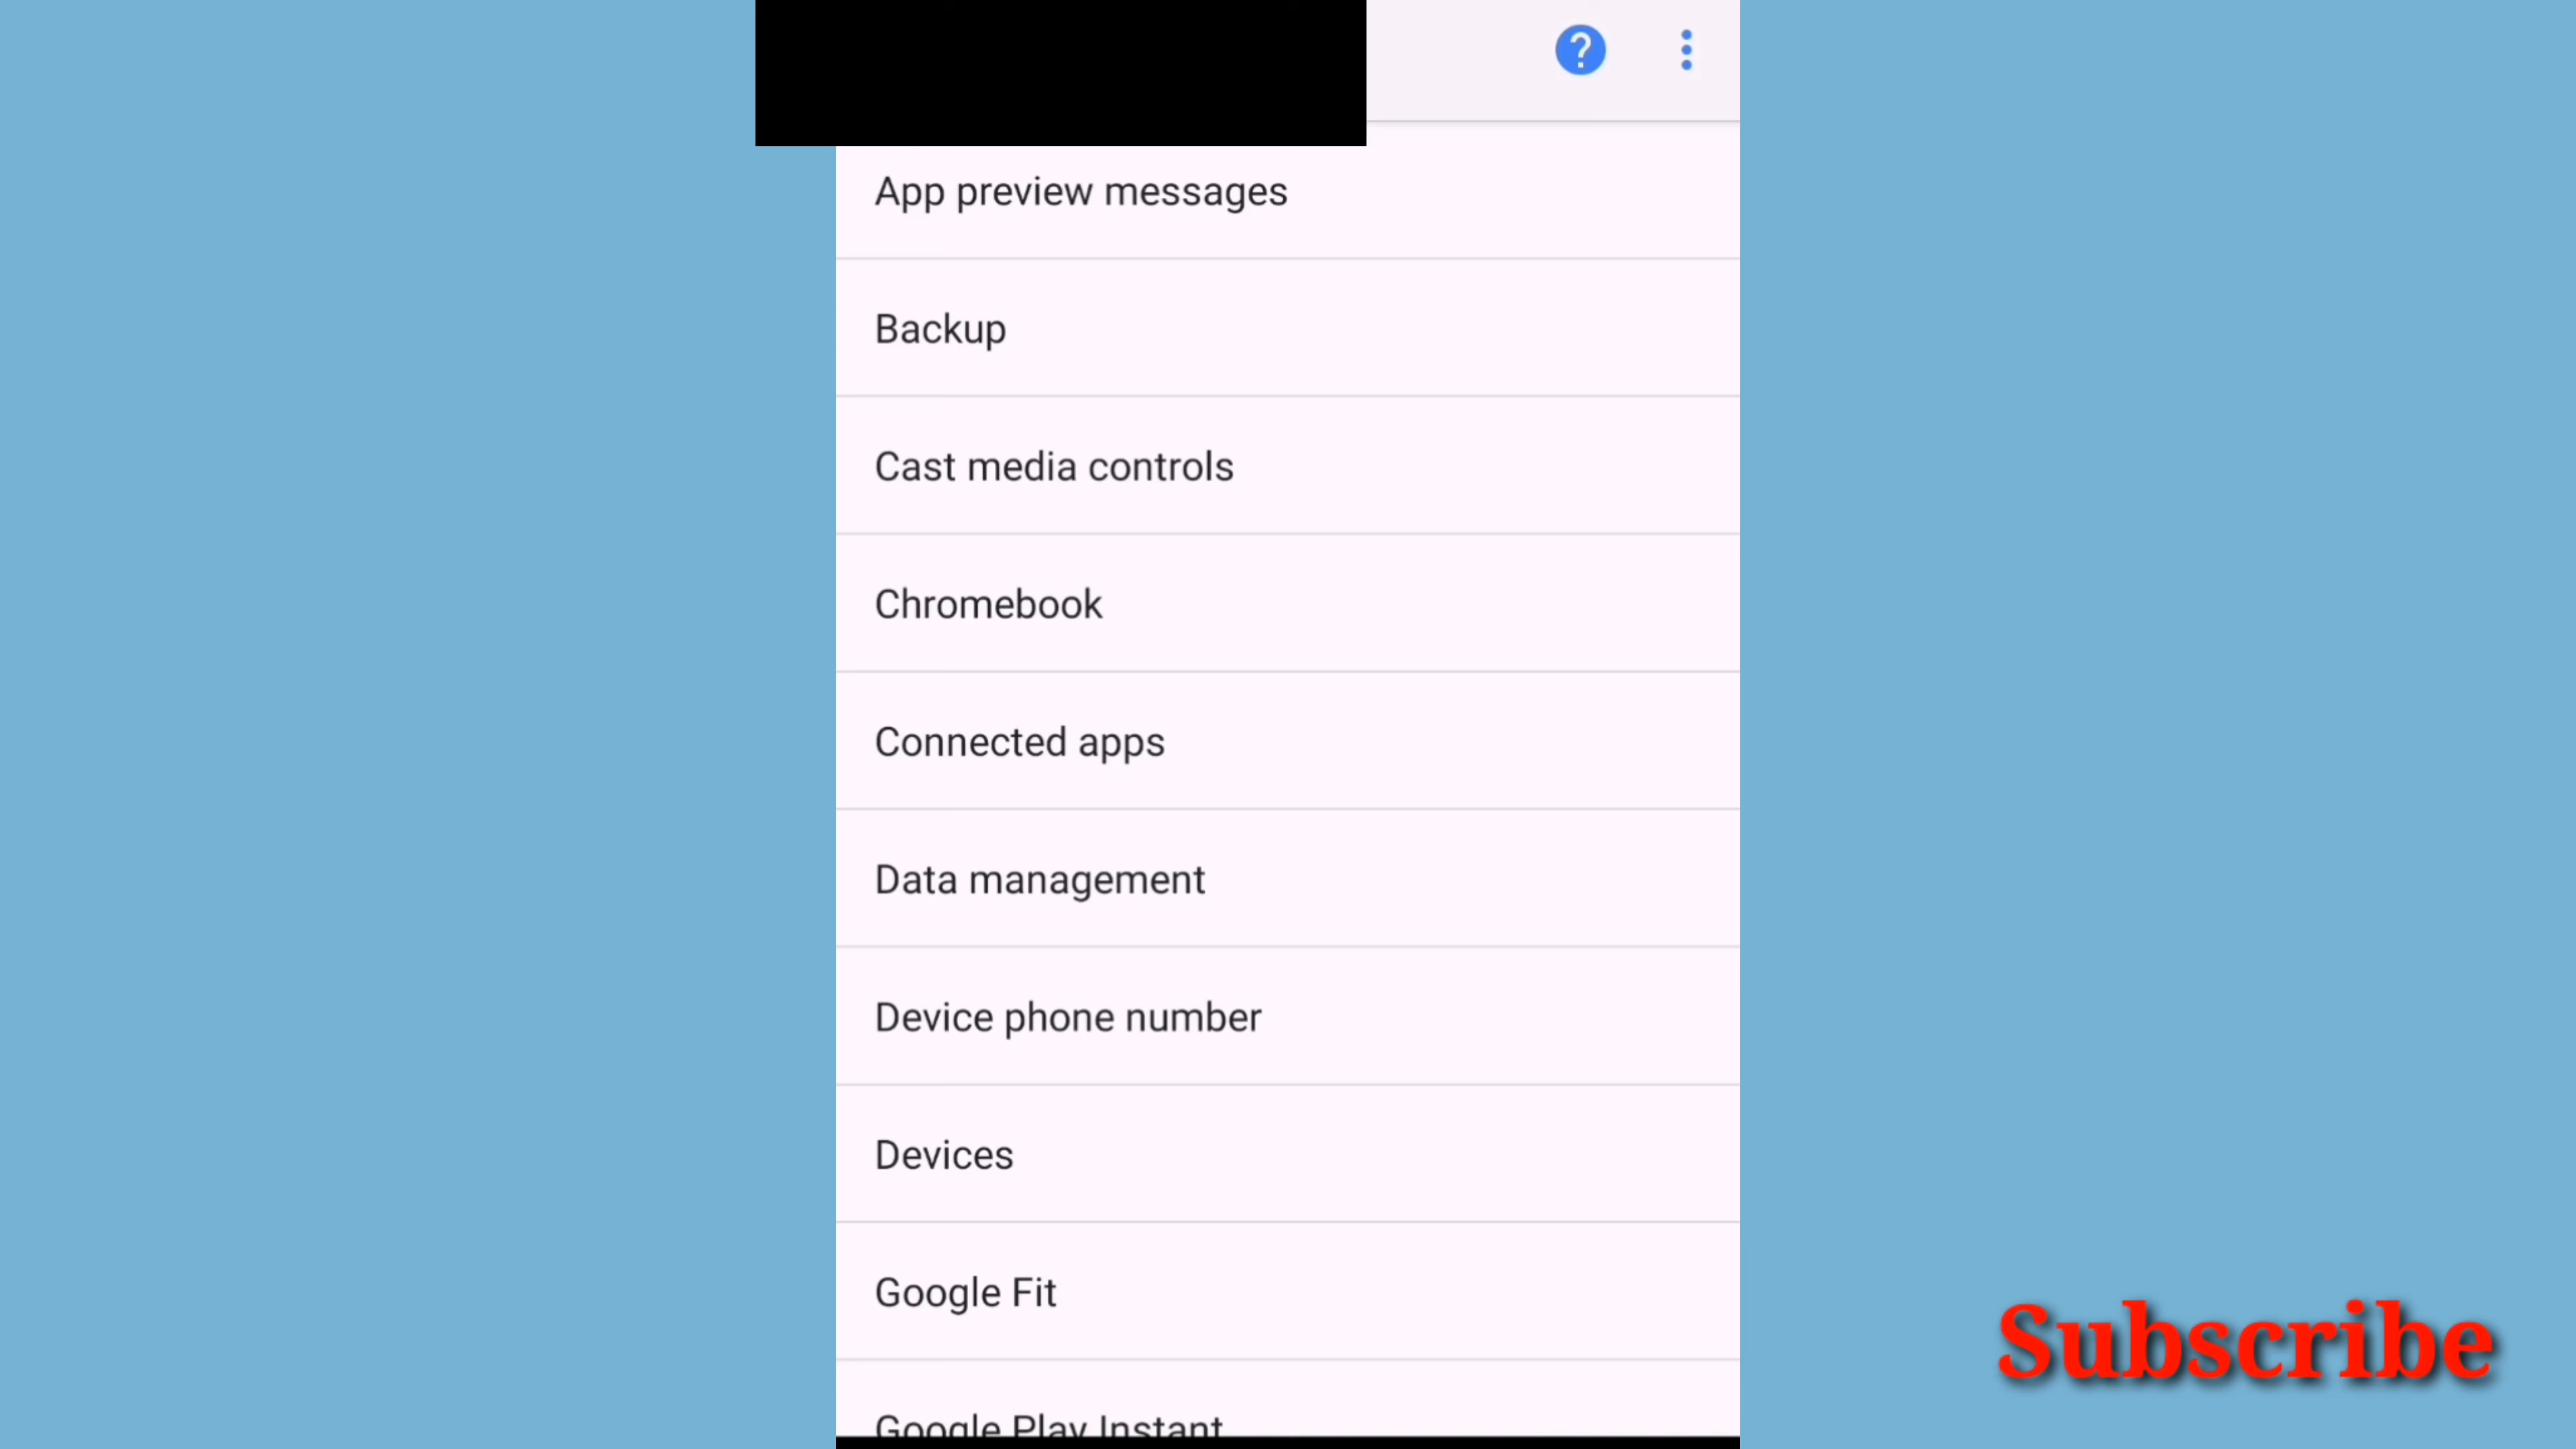 ?
App preview messages
Backup
Cast media controls
Chromebook
Connected apps
Data management
Device phone number
Devices
Google Fit
Google Play Instant
Subscribe